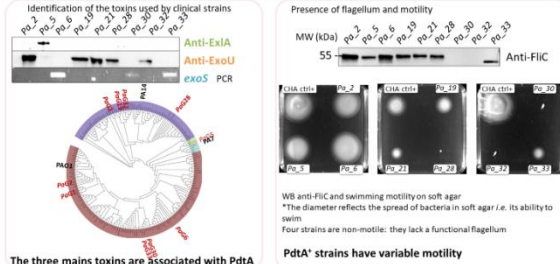 Identification of the toxins used by clinical strains
Pa_2 Pa_5 Pa_6 Pa_19 Pa_21 Pa_28 Pa_30 Pa_32 Pa_33
Anti-ExlA
Anti-ExoU
exoS PCR
PA14
PA7
PAO1
The three mains toxins are associated with PdtA
Presence of flagellum and motility
MW (kDa) Pa_2 Pa_5 Pa_6 Pa_19 Pa_21 Pa_28 Pa_30 Pa_32 Pa_33
55 Anti-FliC
CHA ctrl+ Pa_2 CHA ctrl+ Pa_19 CHA ctrl+ Pa_30
Pa_5 Pa_6 Pa_21 Pa_28 Pa_32 Pa_33
WB anti-FliC and swimming motility on soft agar
*The diameter reflects the spread of bacteria in soft agar i.e. its ability to
swim
Four strains are non-motile: they lack a functional flagellum
PdtA⁺ strains have variable motility